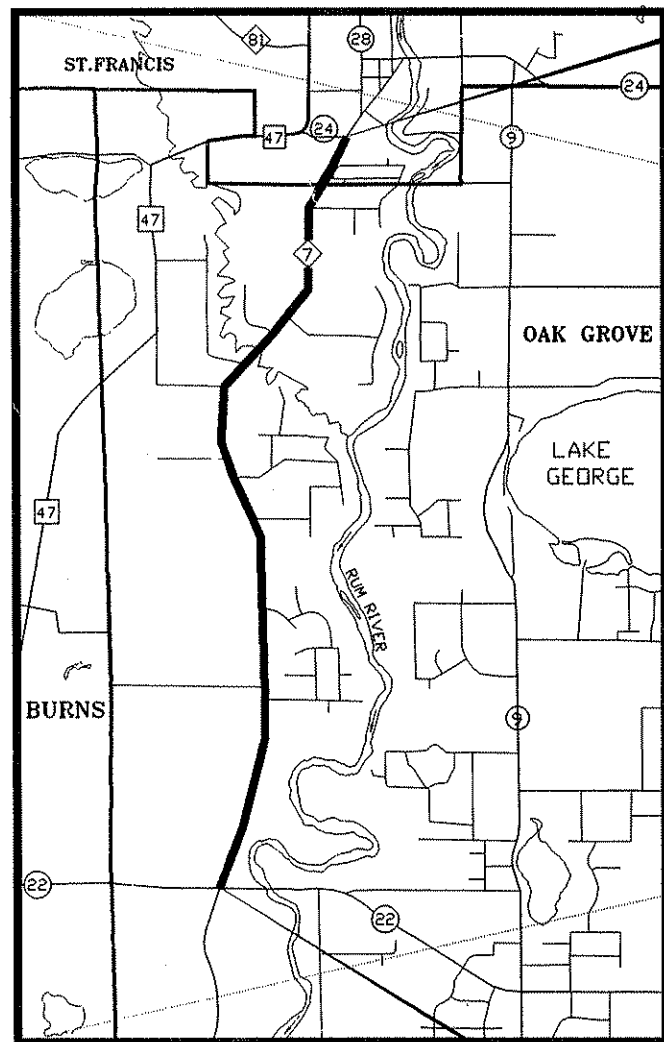 81
28
ST.FRANCIS
24
47
24
9
47
7
OAK GROVE
LAKE
GEORGE
47
RUM RIVER
BURNS
9
22
22